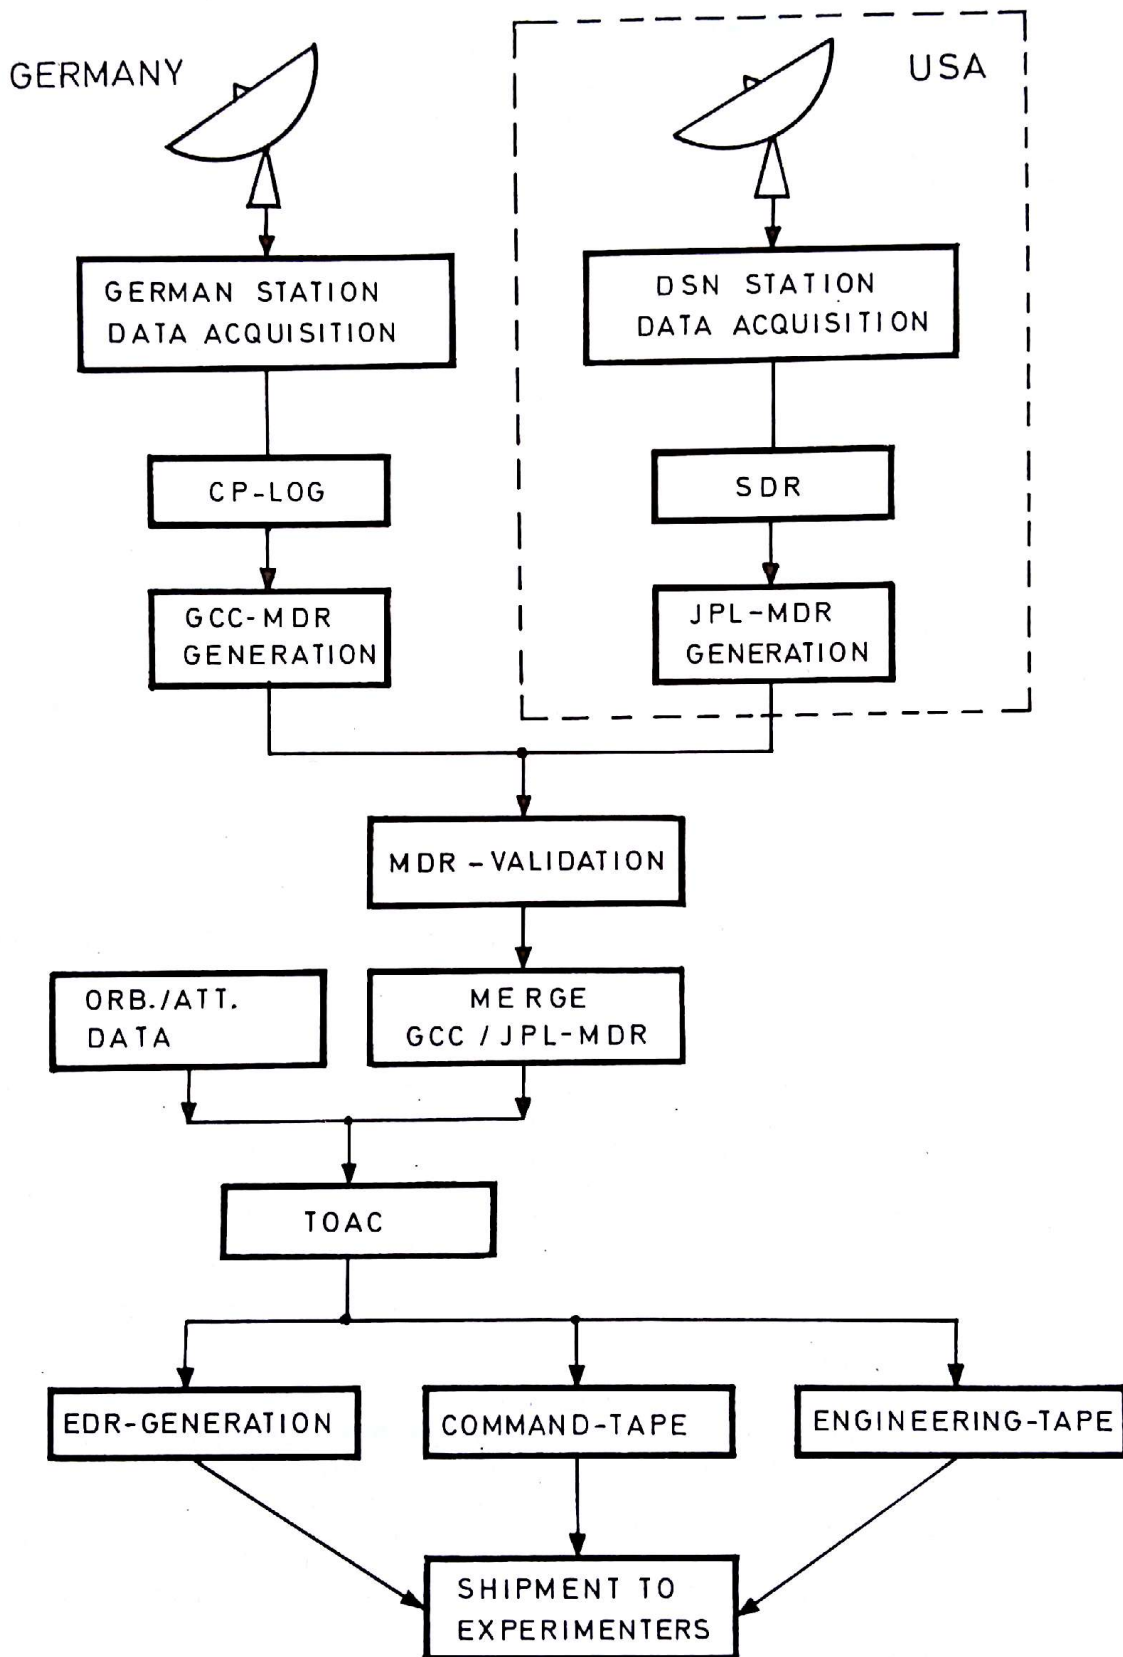 GERMANY
USA
GERMAN STATION
DATA ACQUISITION
DSN STATION
DATA ACQUISITION
CP-LOG
SDR
GCC-MDR
GENERATION
JPL-MDR
GENERATION
MDR-VALIDATION
ORB./ATT.
DATA
MERGE
GCC / JPL-MDR
TOAC
EDR-GENERATION
COMMAND-TAPE
ENGINEERING-TAPE
SHIPMENT TO
EXPERIMENTERS